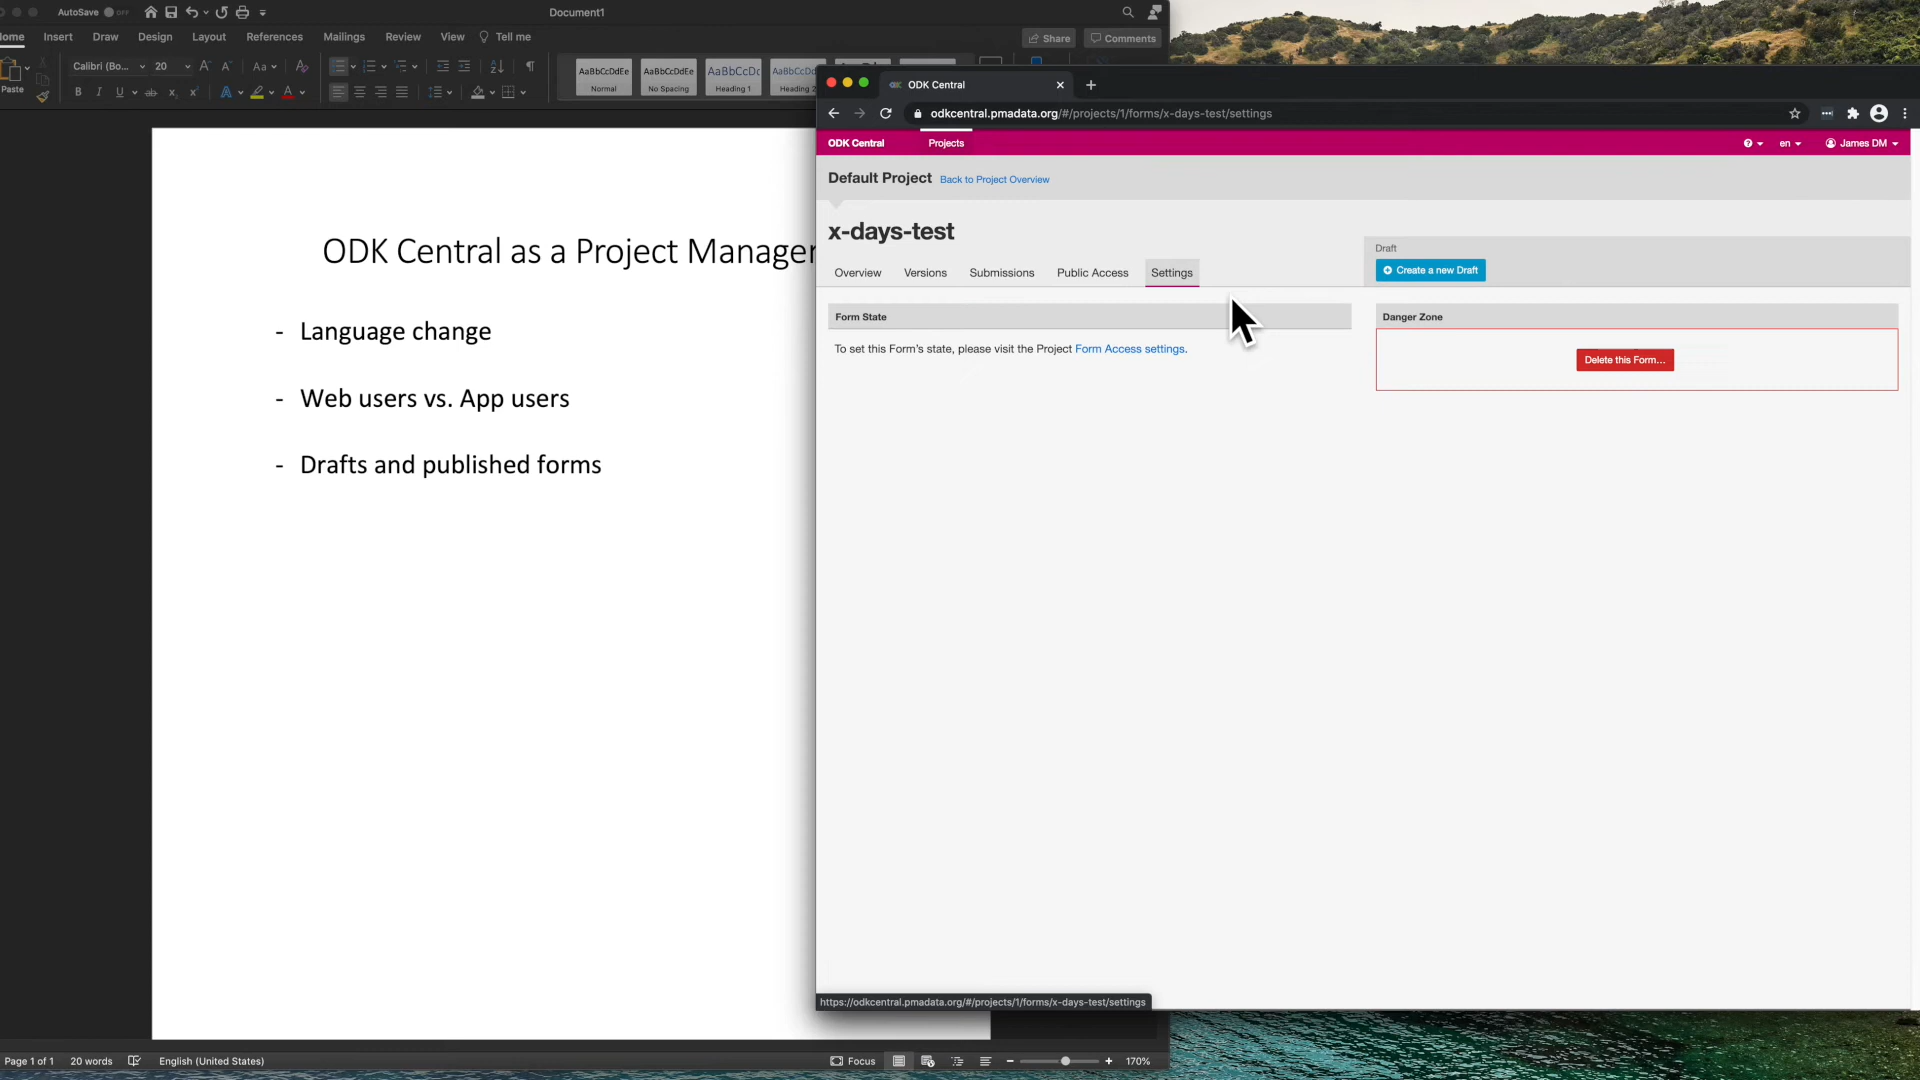 AutoSave OFF
Document1
Home Insert Draw Design Layout References Mailings Review View Tell me
Share Comments
Paste
Calibri (Bo... 20
AaBbCcDdEe
Normal
AaBbCcDdEe
No Spacing
AaBbCcDc
Heading 1
AaBbCcDd
Heading 2
ODK Central as a Project Manager
- Language change
- Web users vs. App users
- Drafts and published forms
Page 1 of 1 20 words English (United States)
Focus 170%
ODK Central
odkcentral.pmadata.org/#/projects/1/forms/x-days-test/settings
ODK Central Projects
en James DM
Default Project Back to Project Overview
x-days-test
Overview Versions Submissions Public Access Settings
Draft
Create a new Draft
Form State
To set this Form's state, please visit the Project Form Access settings.
Danger Zone
Delete this Form...
https://odkcentral.pmadata.org/#/projects/1/forms/x-days-test/settings